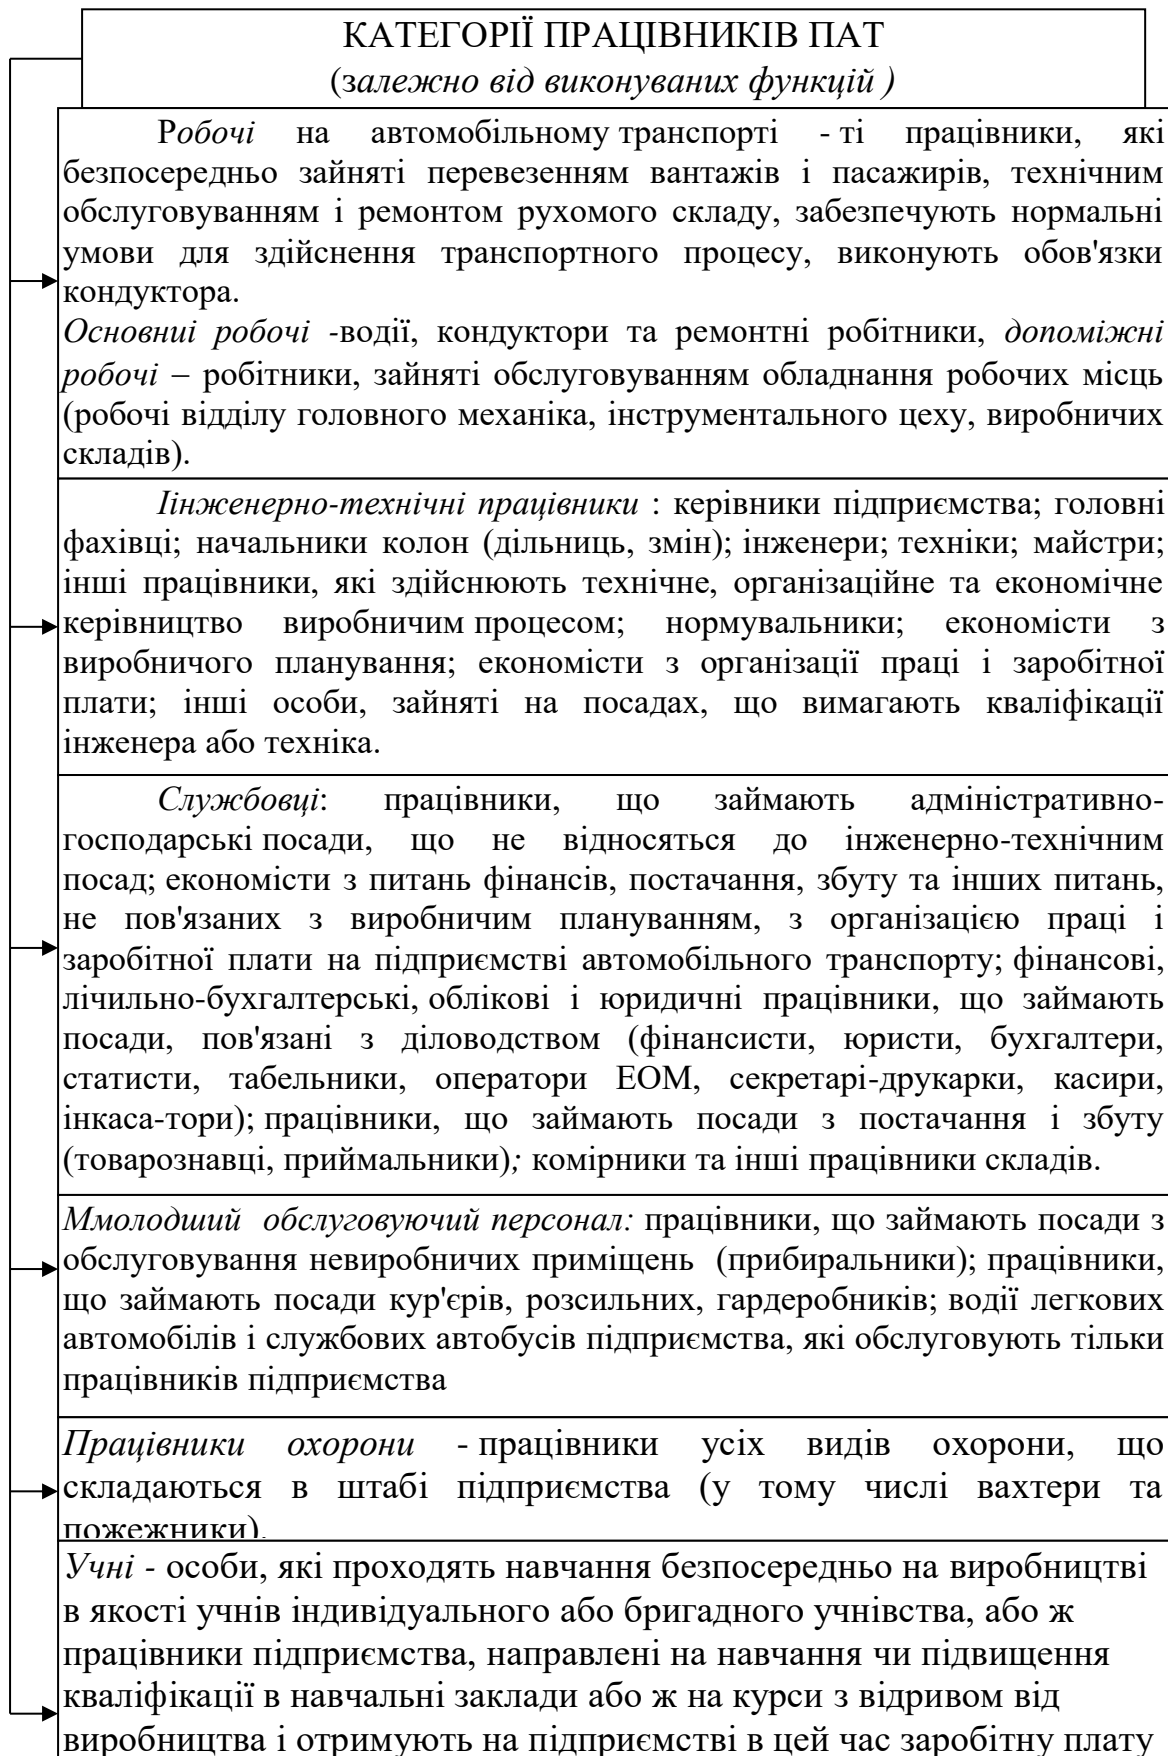 КАТЕГОРІЇ ПРАЦІВНИКІВ ПАТ
(залежно від виконуваних функцій )
Робочі на автомобільному транспорті - ті працівники, які
безпосередньо зайняті перевезенням вантажів і пасажирів, технічним
обслуговуванням і ремонтом рухомого складу, забезпечують нормальні
умови для здійснення транспортного процесу, виконують обов'язки
кондуктора.
Основниі робочі -водії, кондуктори та ремонтні робітники, допоміжні
робочі – робітники, зайняті обслуговуванням обладнання робочих місць
(робочі відділу головного механіка, інструментального цеху, виробничих
складів).
Іінженерно-технічні працівники : керівники підприємства; головні
фахівці; начальники колон (дільниць, змін); інженери; техніки; майстри;
інші працівники, які здійснюють технічне, організаційне та економічне
керівництво виробничим процесом; нормувальники; економісти з
виробничого планування; економісти з організації праці і заробітної
плати; інші особи, зайняті на посадах, що вимагають кваліфікації
інженера або техніка.
Службовці: працівники, що займають адміністративно-
господарські посади, що не відносяться до інженерно-технічним
посад; економісти з питань фінансів, постачання, збуту та інших питань,
не пов'язаних з виробничим плануванням, з організацією праці і
заробітної плати на підприємстві автомобільного транспорту; фінансові,
лічильно-бухгалтерські, облікові і юридичні працівники, що займають
посади, пов'язані з діловодством (фінансисти, юристи, бухгалтери,
статисти, табельники, оператори ЕОМ, секретарі-друкарки, касири,
інкаса-тори); працівники, що займають посади з постачання і збуту
(товарознавці, приймальники); комірники та інші працівники складів.
Ммолодший обслуговуючий персонал: працівники, що займають посади з
обслуговування невиробничих приміщень (прибиральники); працівники,
що займають посади кур'єрів, розсильних, гардеробників; водії легкових
автомобілів і службових автобусів підприємства, які обслуговують тільки
працівників підприємства
Працівники охорони - працівники усіх видів охорони, що
складаються в штабі підприємства (у тому числі вахтери та
пожежники).
Учні - особи, які проходять навчання безпосередньо на виробництві
в якості учнів індивідуального або бригадного учнівства, або ж
працівники підприємства, направлені на навчання чи підвищення
кваліфікації в навчальні заклади або ж на курси з відривом від
виробництва і отримують на підприємстві в цей час заробітну плату